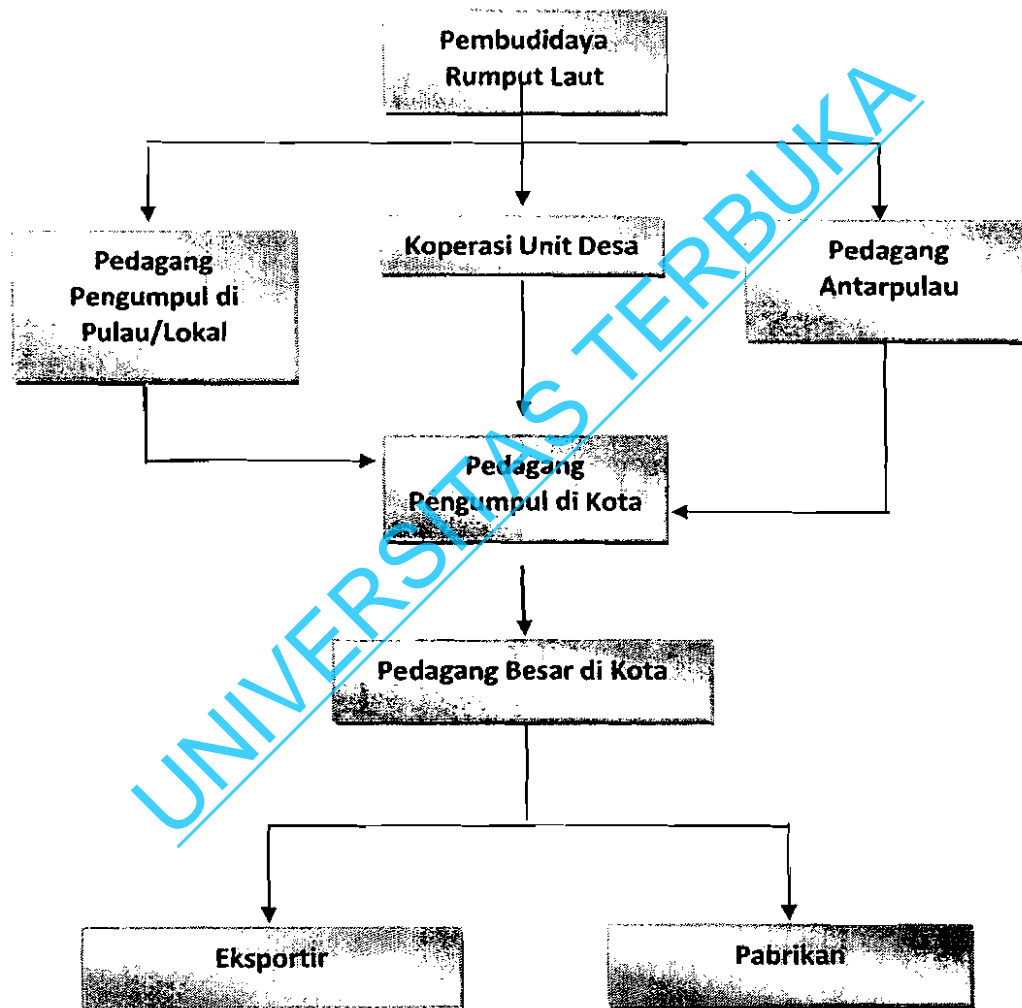 Pembudidaya
Rumput Laut
Pedagang
Pengumpul di
Pulau/Lokal
Koperasi Unit Desa
Pedagang
Antarpulau
Pedagang
Pengumpul di Kota
Pedagang Besar di Kota
Eksportir
Pabrikan
UNIVERSITAS TERBUKA